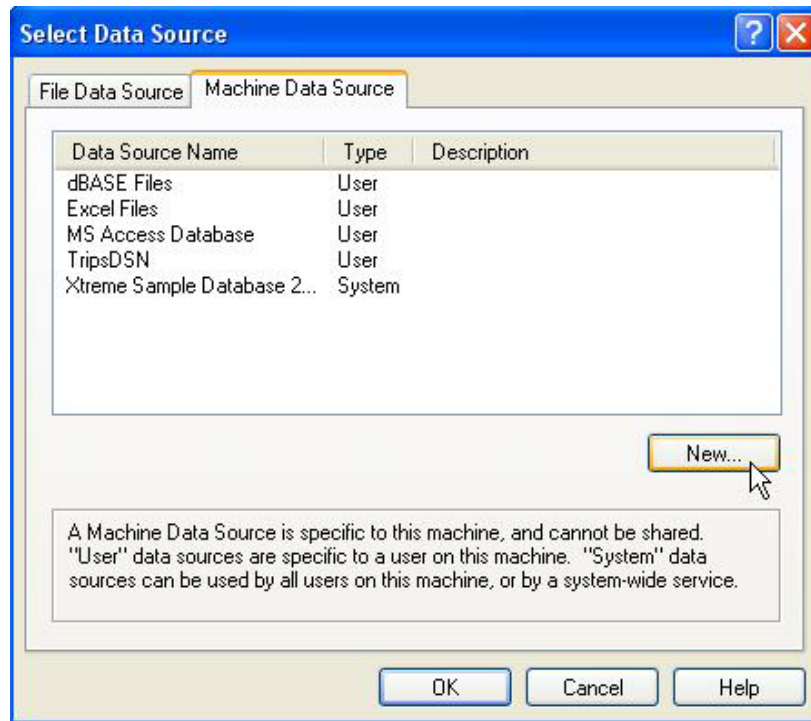 Select Data Source
File Data Source Machine Data Source
Data Source Name Type Description
dBASE Files User
Excel Files User
MS Access Database User
TripsDSN User
Xtreme Sample Database 2... System
New...
A Machine Data Source is specific to this machine, and cannot be shared.
"User" data sources are specific to a user on this machine. "System" data
sources can be used by all users on this machine, or by a system-wide service.
OK Cancel Help